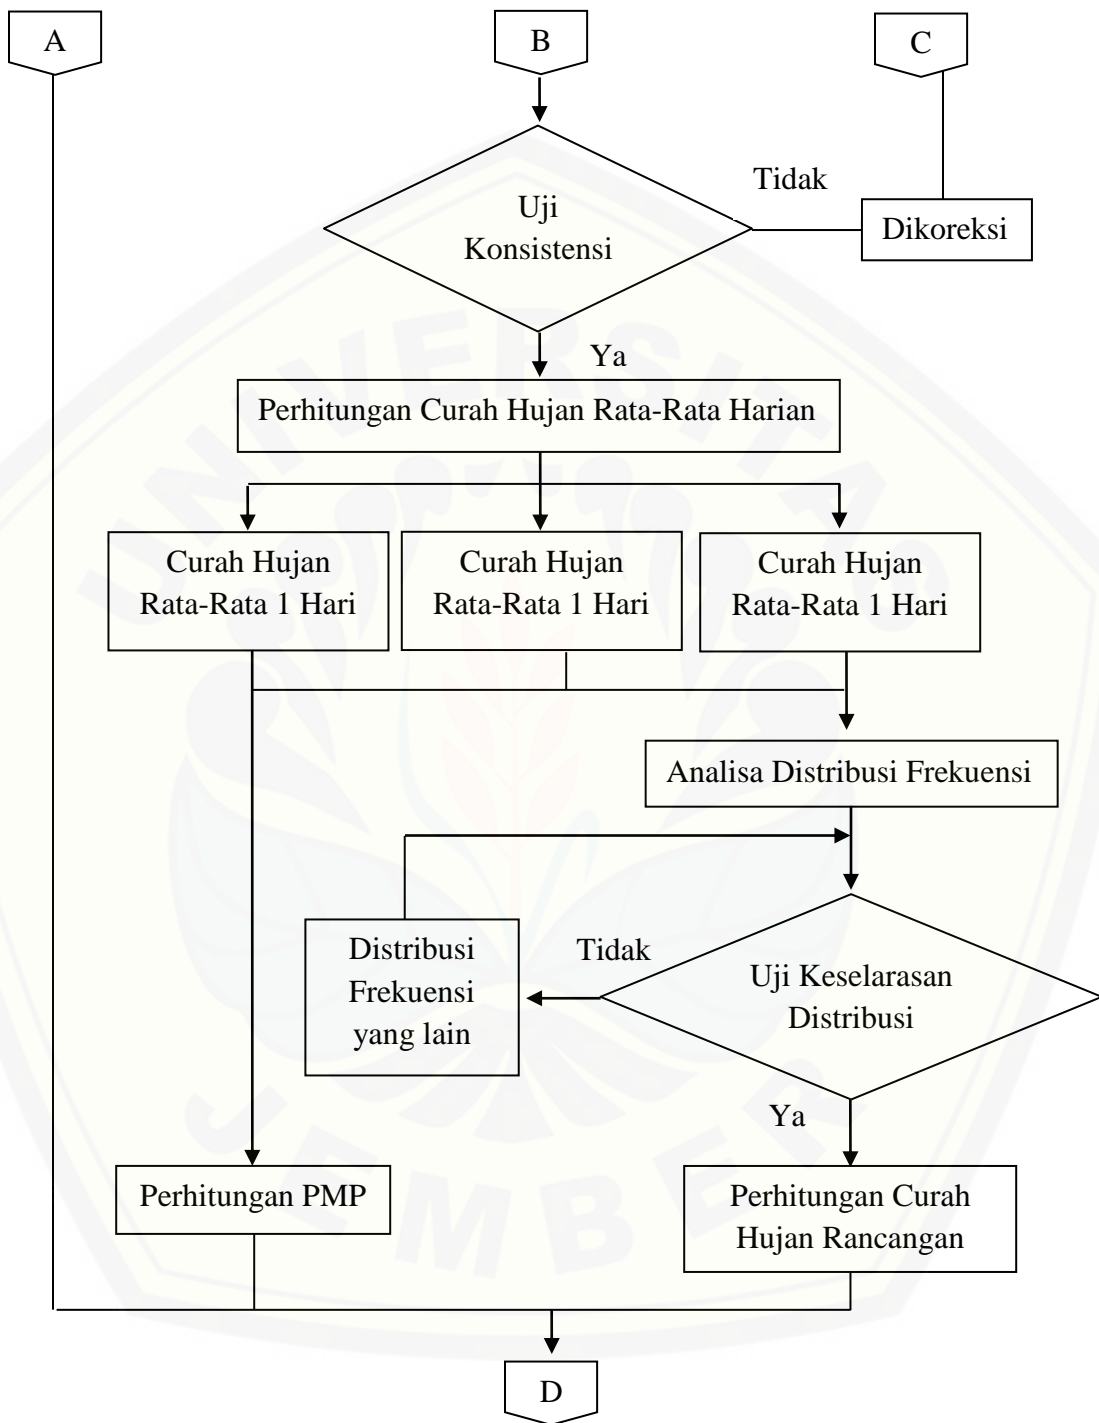 A
B
C
Tidak
Uji
Konsistensi
Dikoreksi
Ya
Perhitungan Curah Hujan Rata-Rata Harian
Curah Hujan
Rata-Rata 1 Hari
Curah Hujan
Rata-Rata 1 Hari
Curah Hujan
Rata-Rata 1 Hari
Analisa Distribusi Frekuensi
Distribusi
Frekuensi
yang lain
Tidak
Uji Keselarasan
Distribusi
Ya
Perhitungan PMP
Perhitungan Curah
Hujan Rancangan
D
UNIVERSITAS
JEMBER